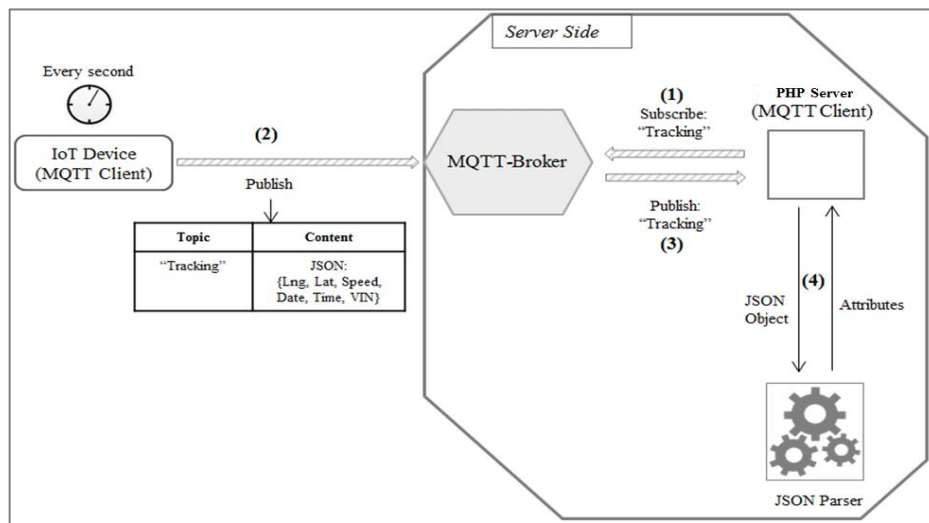 Server Side
Every second
IoT Device
(MQTT Client)
(2)
Publish
Topic
Content
"Tracking"
JSON:
{Lng, Lat, Speed,
Date, Time, VIN}
MQTT-Broker
(1)
Subscribe:
"Tracking"
Publish:
"Tracking"
(3)
PHP Server
(MQTT Client)
JSON
Object
(4)
Attributes
JSON Parser